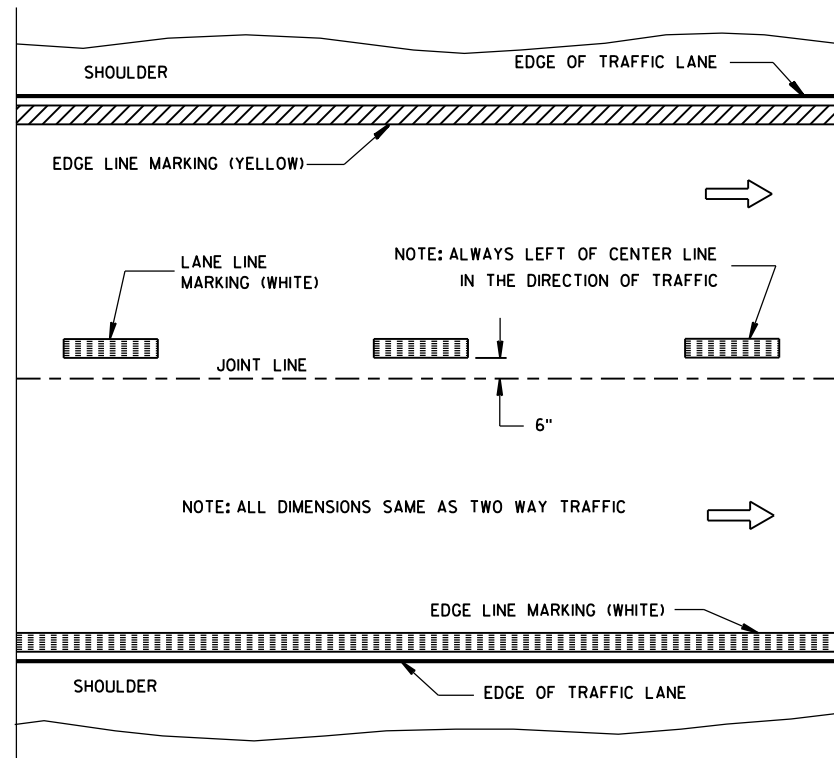 EDGE OF TRAFFIC LANE
SHOULDER
EDGE LINE MARKING (YELLOW)
LANE LINE
MARKING (WHITE)
NOTE: ALWAYS LEFT OF CENTER LINE
IN THE DIRECTION OF TRAFFIC
JOINT LINE
6"
NOTE: ALL DIMENSIONS SAME AS TWO WAY TRAFFIC
EDGE LINE MARKING (WHITE)
SHOULDER
EDGE OF TRAFFIC LANE